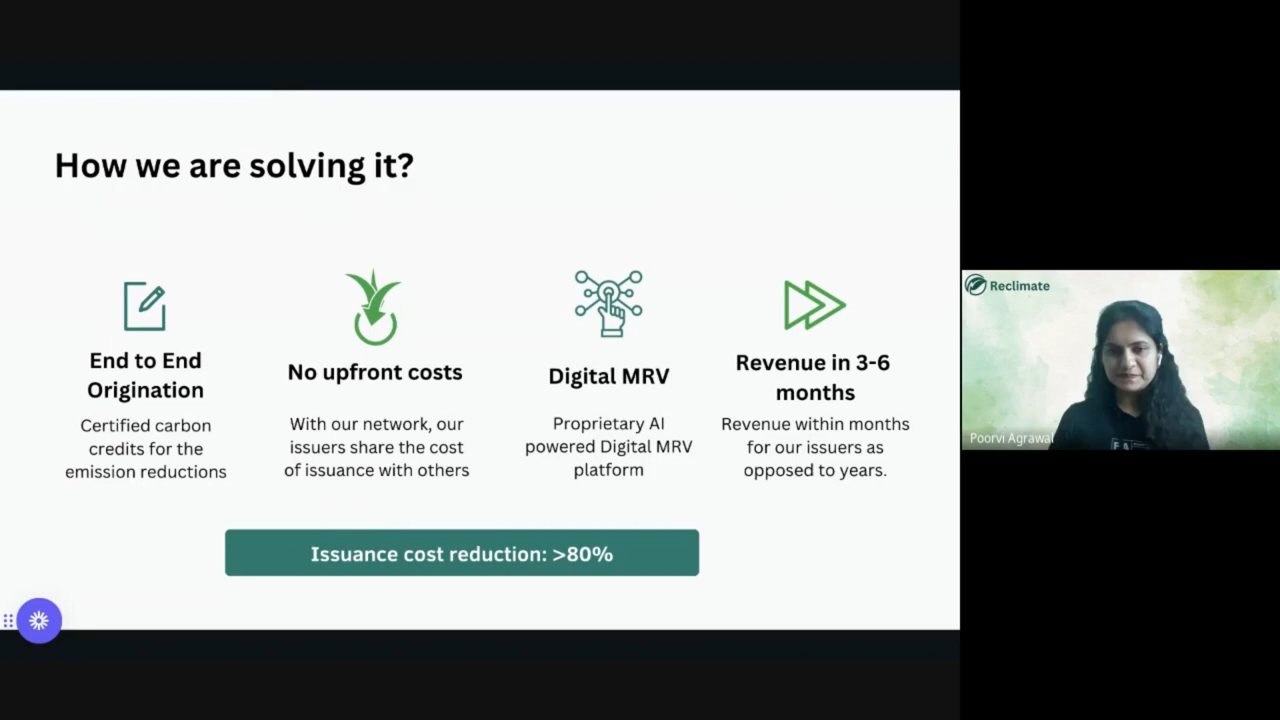 How we are solving it?
End to End
Origination
Certified carbon
credits for the
emission reductions
No upfront costs
With our network, our
issuers share the cost
of issuance with others
Digital MRV
Proprietary AI
powered Digital MRV
platform
Revenue in 3-6
months
Revenue within months
for our issuers as
opposed to years.
Issuance cost reduction: >80%
Reclimate
Poorvi Agrawal